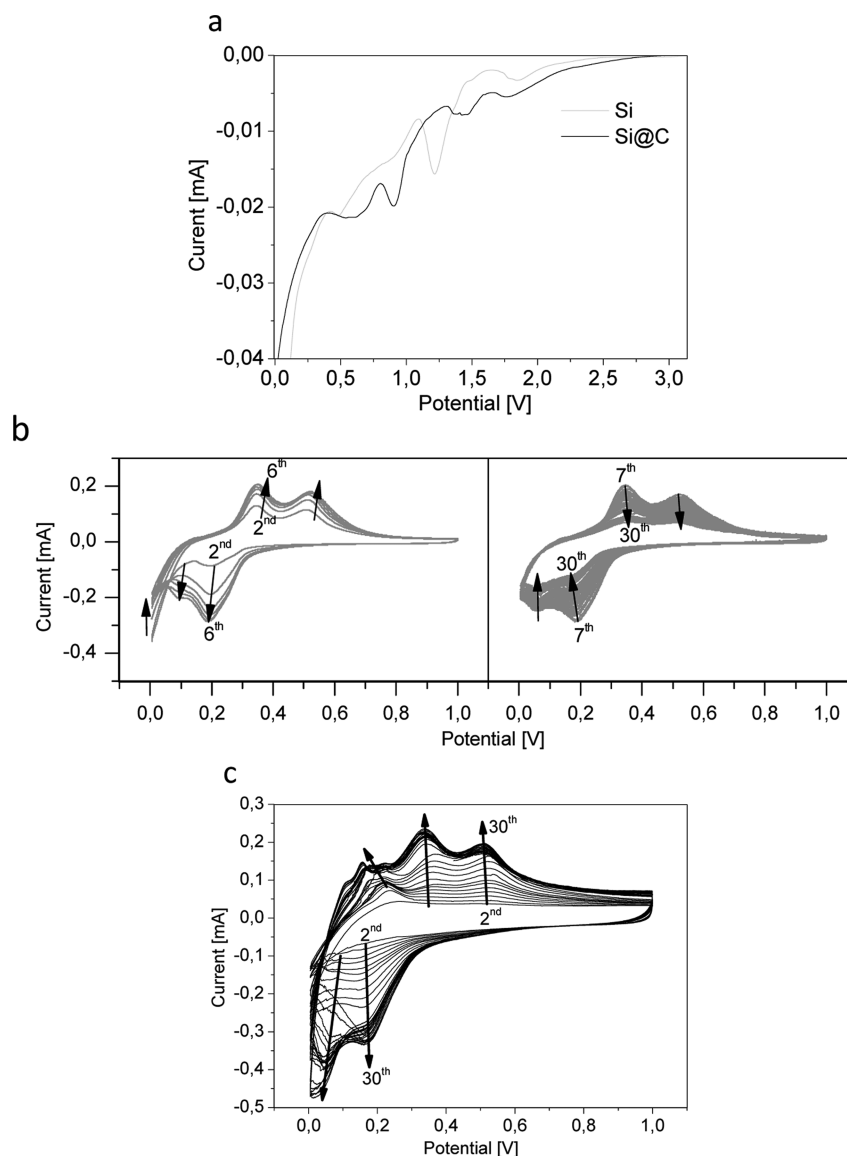 a
0,00
-0,01
-0,02
-0,03
-0,04
Curent [mA]
Si
Si@C
0,0 0,5 1,0 1,5 2,0 2,5 3,0
Potential [V]
b
0,2
0,0
-0,2
-0,4
Current [mA]
6th
2nd
2nd
6th
7th
30th
30th
7th
0,0 0,2 0,4 0,6 0,8 1,0 0,0 0,2 0,4 0,6 0,8 1,0
Potential [V] Potential [V]
c
0,3
0,2
0,1
0,0
-0,1
-0,2
-0,3
-0,4
-0,5
Current [mA]
30th
2nd
2nd
30th
0,0 0,2 0,4 0,6 0,8 1,0
Potential [V]